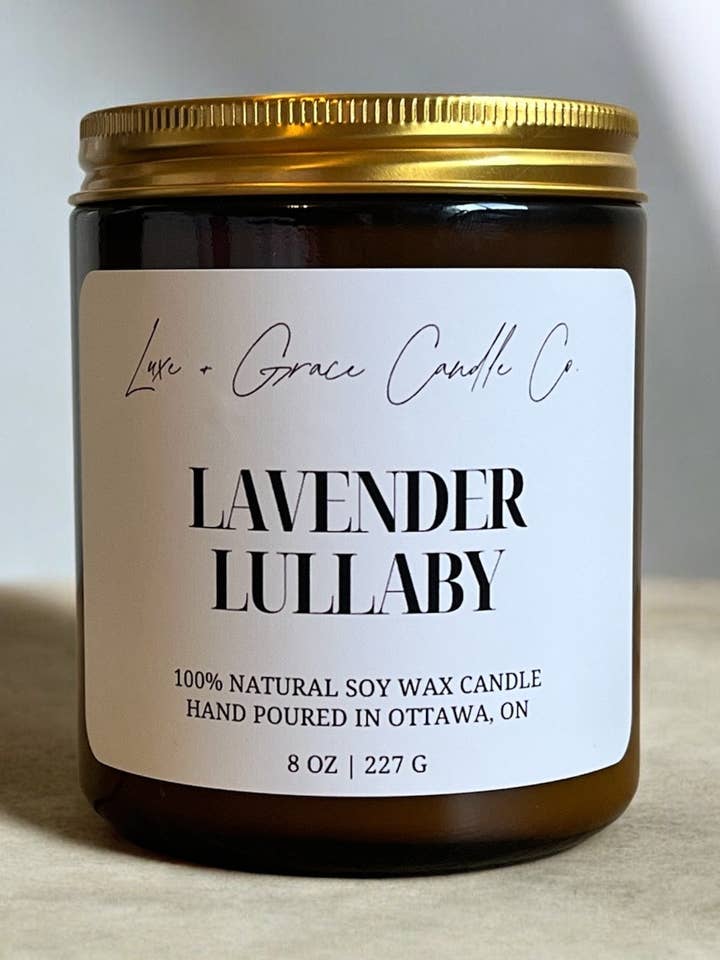 Luxe + Grace Candle Co.
LAVENDER
LULLABY
100% NATURAL SOY WAX CANDLE
HAND POURED IN OTTAWA, ON
8 OZ | 227 G